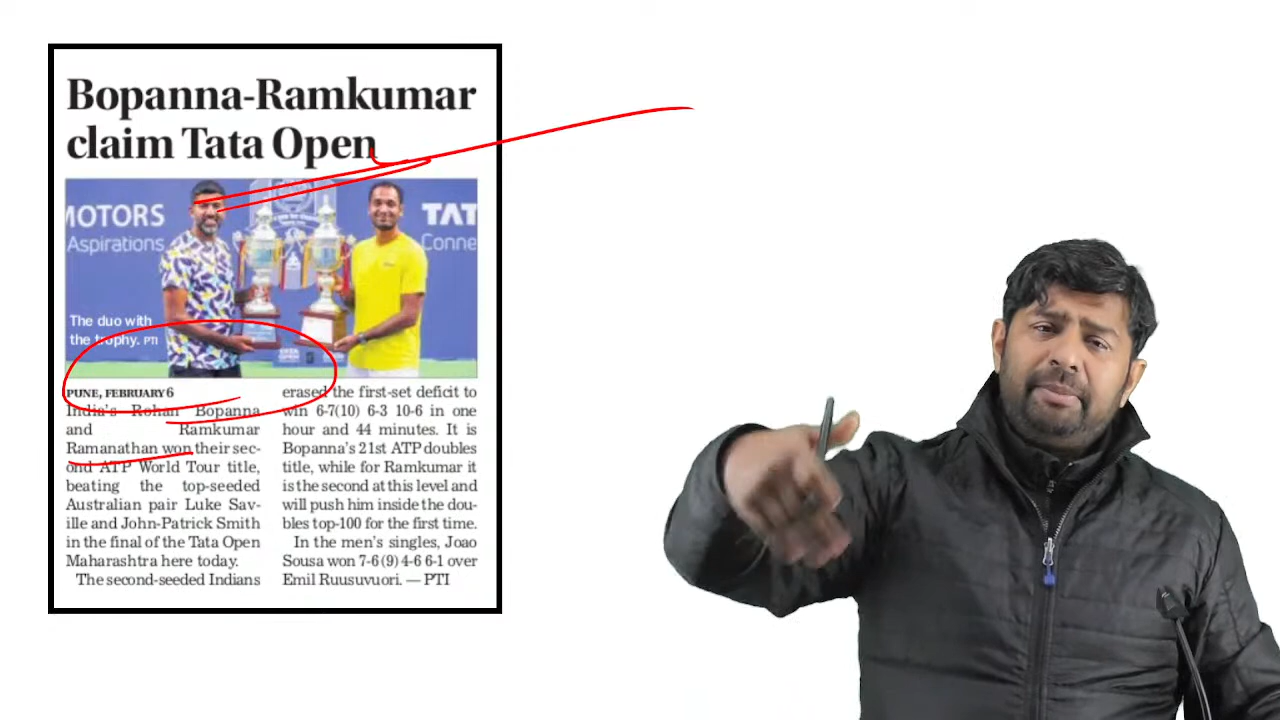 Bopanna-Ramkumar
claim Tata Open
MOTORS
Aspirations
TAT
Conne
The duo with
the trophy. PTI
PUNE, FEBRUARY 6
India's Rohan Bopanna
and Ramkumar
Ramanathan won their sec-
ond ATP World Tour title,
beating the top-seeded
Australian pair Luke Sav-
ille and John-Patrick Smith
in the final of the Tata Open
Maharashtra here today.
The second-seeded Indians
erased the first-set deficit to
win 6-7(10) 6-3 10-6 in one
hour and 44 minutes. It is
Bopanna's 21st ATP doubles
title, while for Ramkumar it
is the second at this level and
will push him inside the dou-
bles top-100 for the first time.
In the men's singles, Joao
Sousa won 7-6 (9) 4-6 6-1 over
Emil Ruusuvuori. — PTI